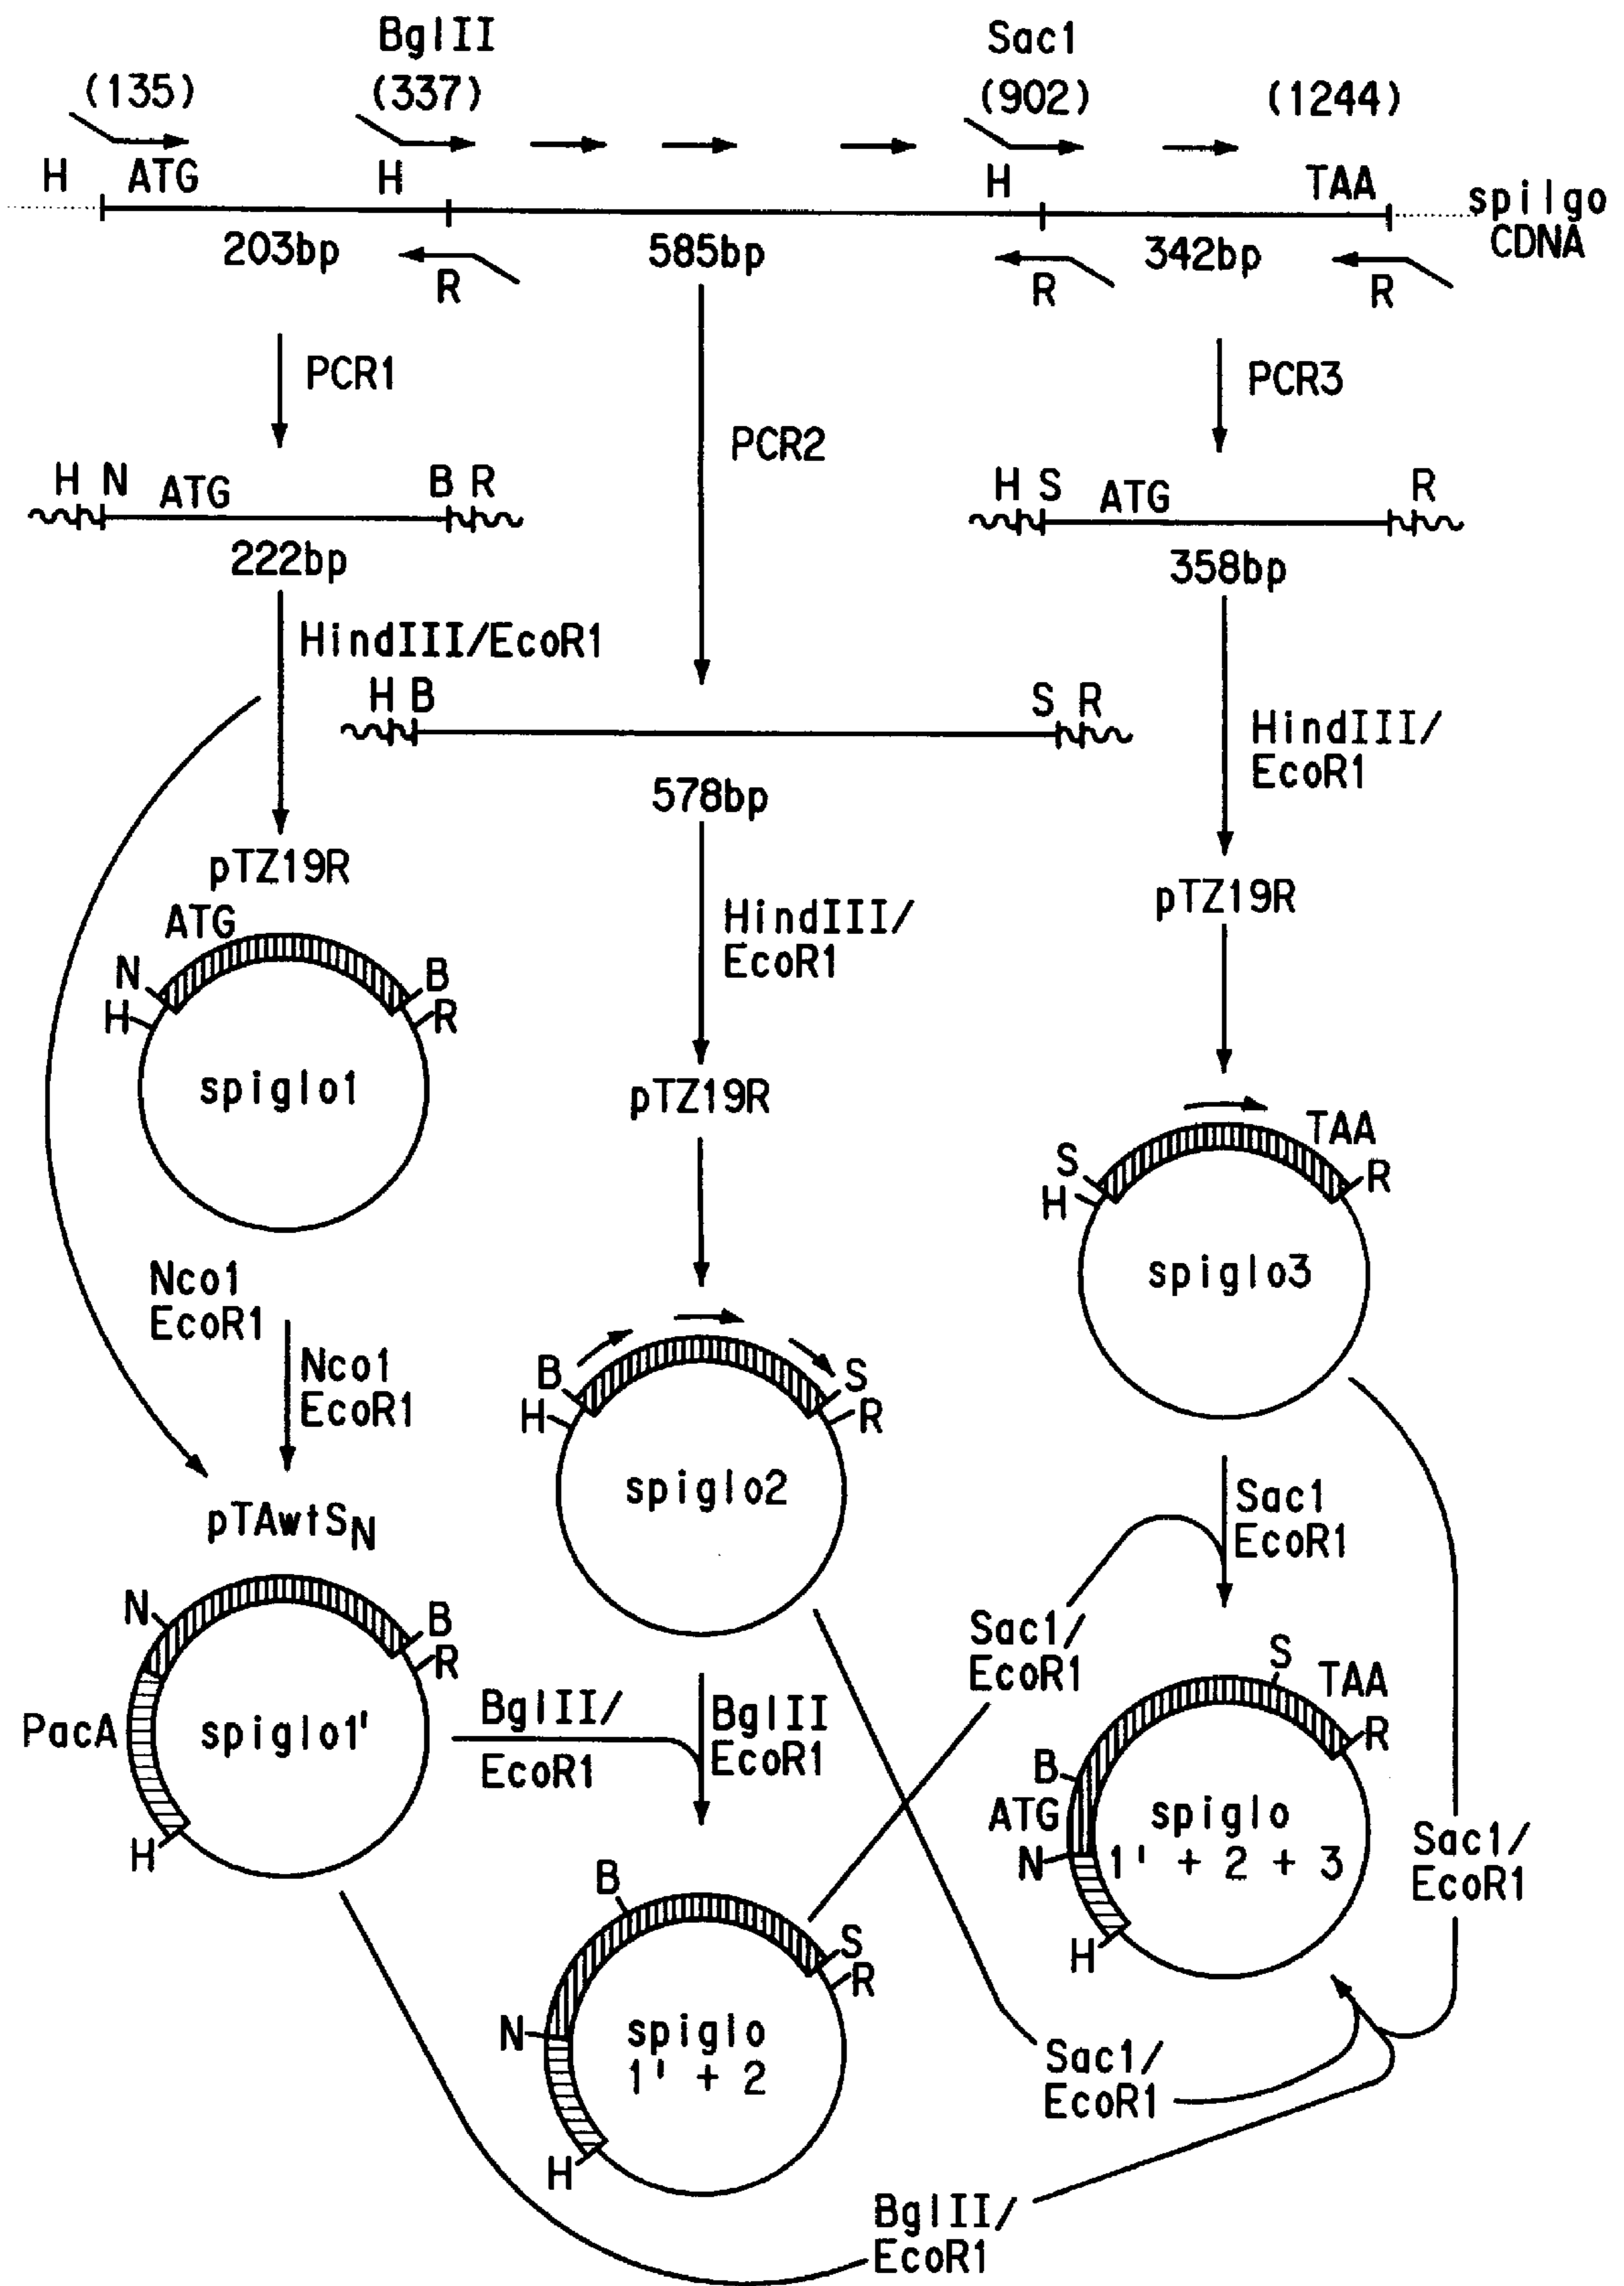 BglII
Sac1
(135)
(337)
(902)
(1244)
H
ATG
H
H
TAA
spilgo
CDNA
203bp
585bp
342bp
R
R
R
PCR1
PCR2
PCR3
H N
ATG
B R
H S
ATG
R
222bp
358bp
HindIII/EcoR1
H B
S R
HindIII/
EcoR1
578bp
pTZ19R
pTZ19R
ATG
HindIII/
EcoR1
N
H
B
R
spiglo1
pTZ19R
TAA
S
H
R
spiglo3
Nco1
EcoR1
Nco1
EcoR1
B
H
S
R
spiglo2
Sac1
EcoR1
pTAwtSN
N
B
R
PacA
spiglo1'
H
BglII/
EcoR1
BglII
EcoR1
Sac1/
EcoR1
S
TAA
R
B
ATG
N
spiglo
1' + 2 + 3
H
Sac1/
EcoR1
B
S
R
N
spiglo
1' + 2
H
Sac1/
EcoR1
BglII/
EcoR1